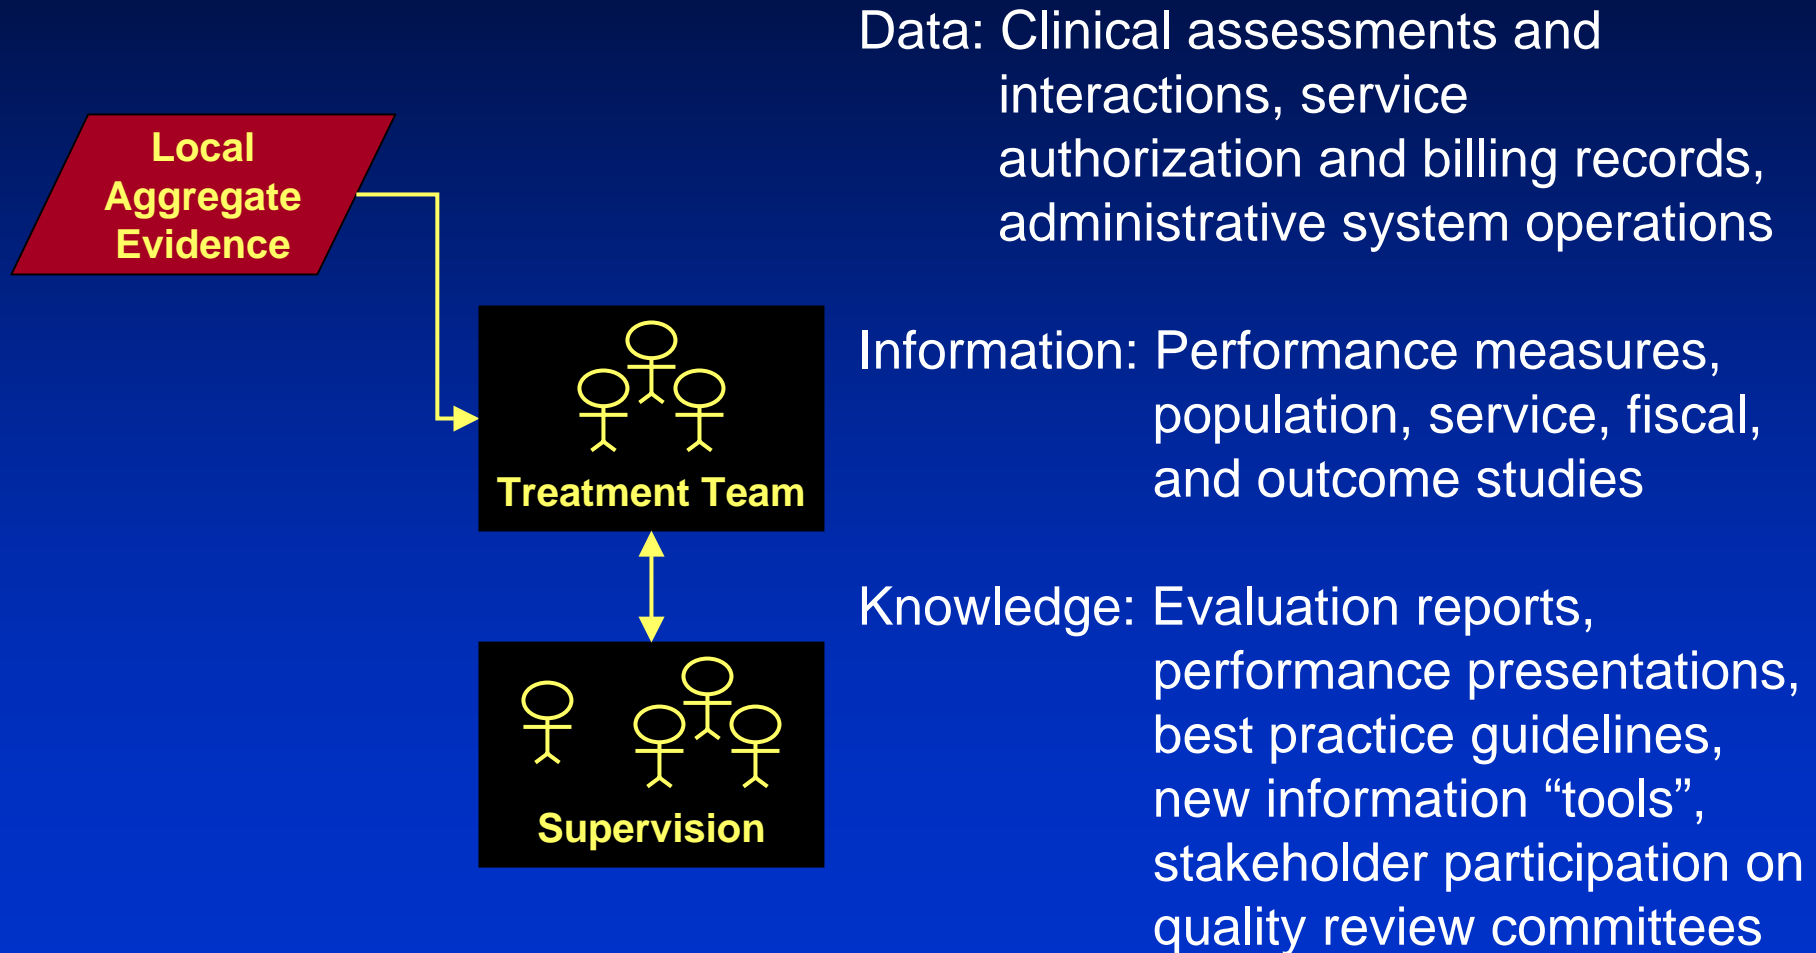 Local
Aggregate
Evidence
Treatment Team
Supervision
Data: Clinical assessments and
interactions, service
authorization and billing records,
administrative system operations
Information: Performance measures,
population, service, fiscal,
and outcome studies
Knowledge: Evaluation reports,
performance presentations,
best practice guidelines,
new information “tools”,
stakeholder participation on
quality review committees